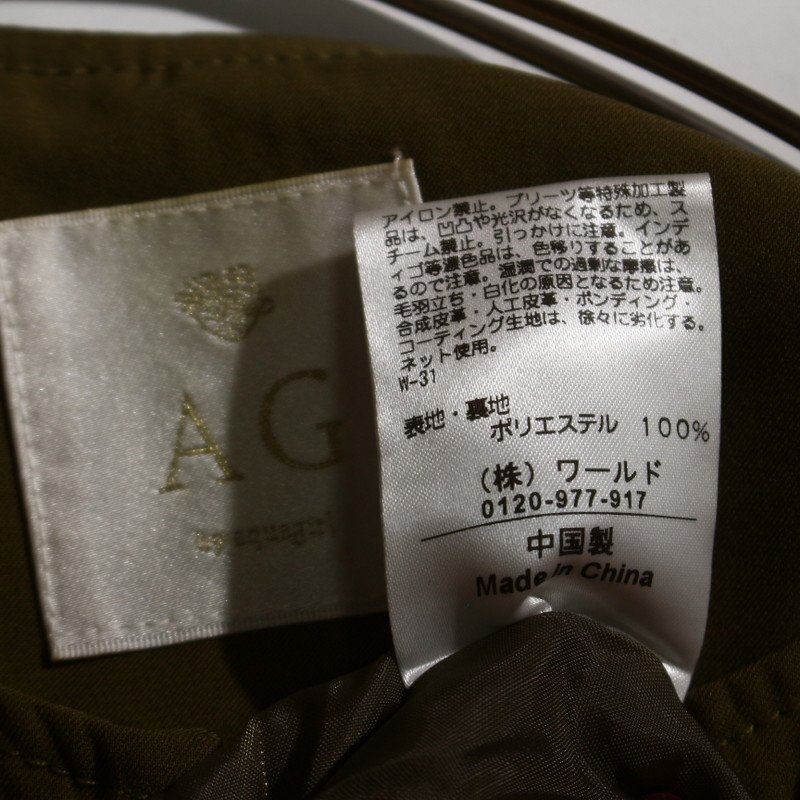 AG
by aquagirl
アイロン禁止。プリーツ等特殊加工製
品は、凹凸や光沢がなくなるため、ス
チーム禁止。引っかけに注意。インデ
ィゴ等濃色品は、色移りすることがあ
るので注意。湿潤での過剰な摩擦は、
毛羽立ち・白化の原因となるため注意。
合成皮革・人工皮革・ボンディング・
コーティング生地は、徐々に劣化する。
ネット使用。
W-31
表地・裏地
ポリエステル 100%
(株) ワールド
0120-977-917
中国製
Made in China